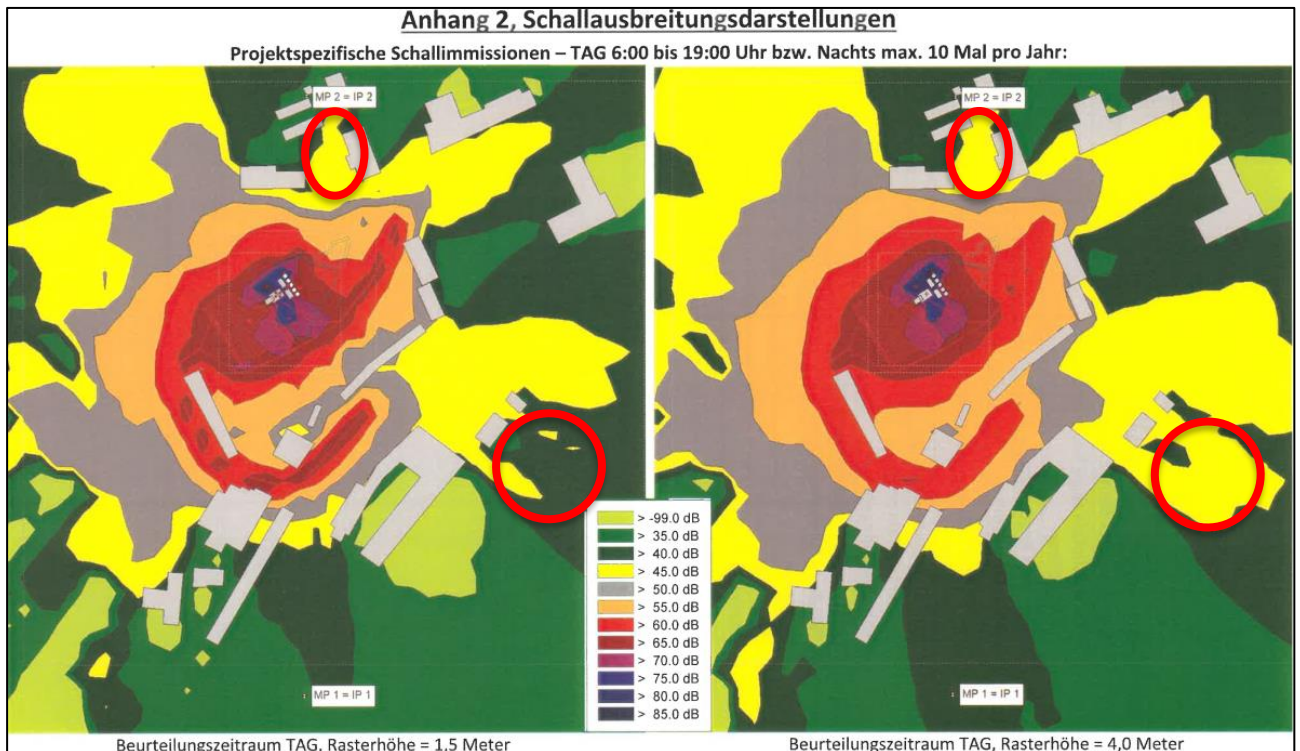 Anhang 2, Schallausbreitungsdarstellungen
Projektspezifische Schallimmissionen – TAG 6:00 bis 19:00 Uhr bzw. Nachts max. 10 Mal pro Jahr:
MP 2 = IP 2
MP 2 = IP 2
> -99.0 dB
> 35.0 dB
> 40.0 dB
> 45.0 dB
> 50.0 dB
> 55.0 dB
> 60.0 dB
> 65.0 dB
> 70.0 dB
> 75.0 dB
> 80.0 dB
> 85.0 dB
MP 1 = IP 1
MP 1 = IP 1
Beurteilungszeitraum TAG, Rasterhöhe = 1,5 Meter
Beurteilungszeitraum TAG, Rasterhöhe = 4,0 Meter